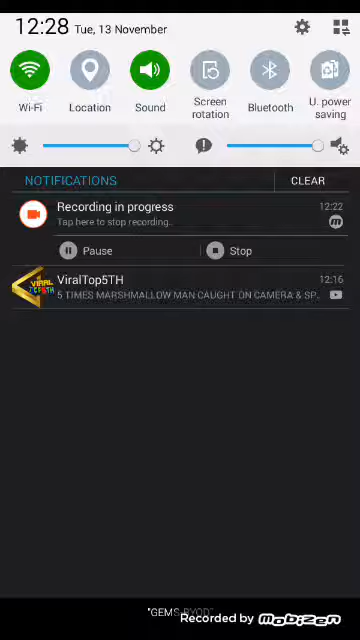 12:28 Tue, 13 November
Wi-Fi
Location
Sound
Screen rotation
Bluetooth
U. power saving
NOTIFICATIONS
CLEAR
Recording in progress 12:22
Tap here to stop recording.
Pause
Stop
ViralTop5TH 12:16
5 TIMES MARSHMALLOW MAN CAUGHT ON CAMERA & SP..
VIRAL
"GEMS-BYOD"
Recorded by Mobizen